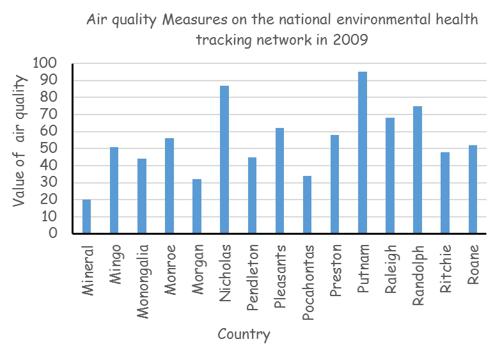 Air quality Measures on the national environmental health
tracking network in 2009
Value of air quality
100
90
80
70
60
50
40
30
20
10
0
Mineral
Mingo
Monongalia
Monroe
Morgan
Nicholas
Pendleton
Pleasants
Pocahontas
Preston
Putnam
Raleigh
Randolph
Ritchie
Roane
Country